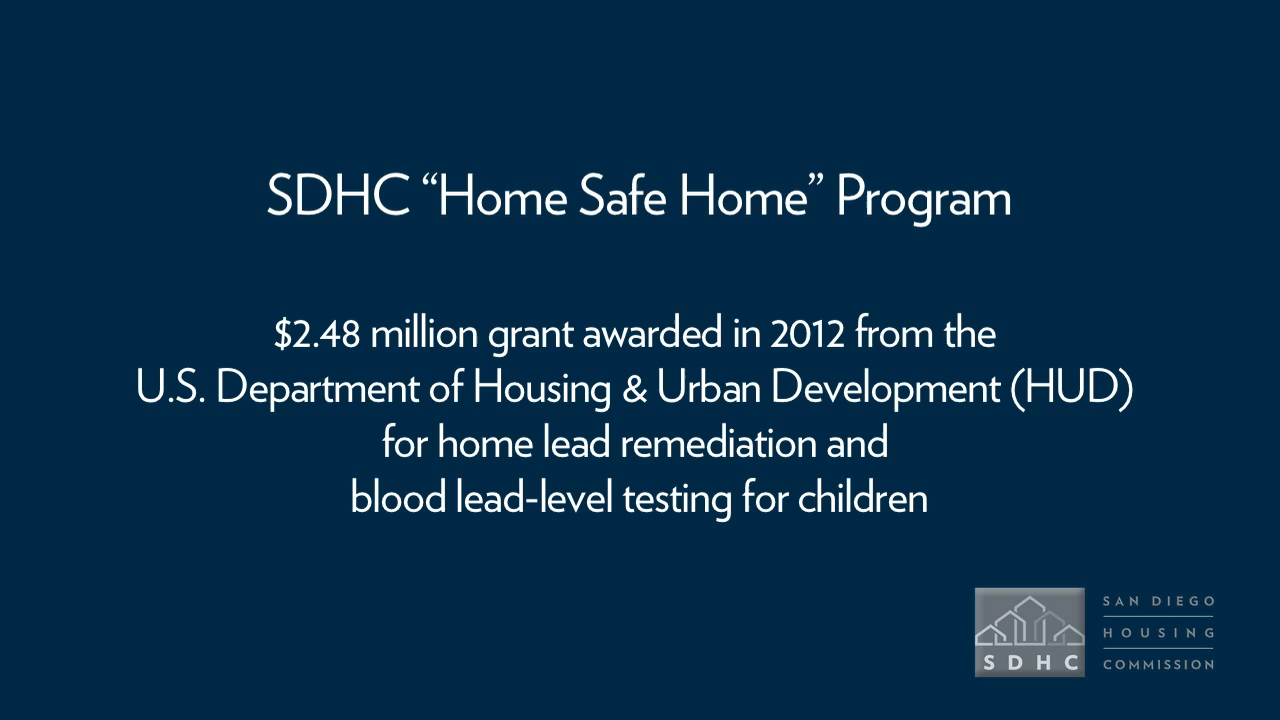 SDHC “Home Safe Home” Program
$2.48 million grant awarded in 2012 from the
U.S. Department of Housing & Urban Development (HUD)
for home lead remediation and
blood lead-level testing for children
SDHC
SAN DIEGO
HOUSING
COMMISSION